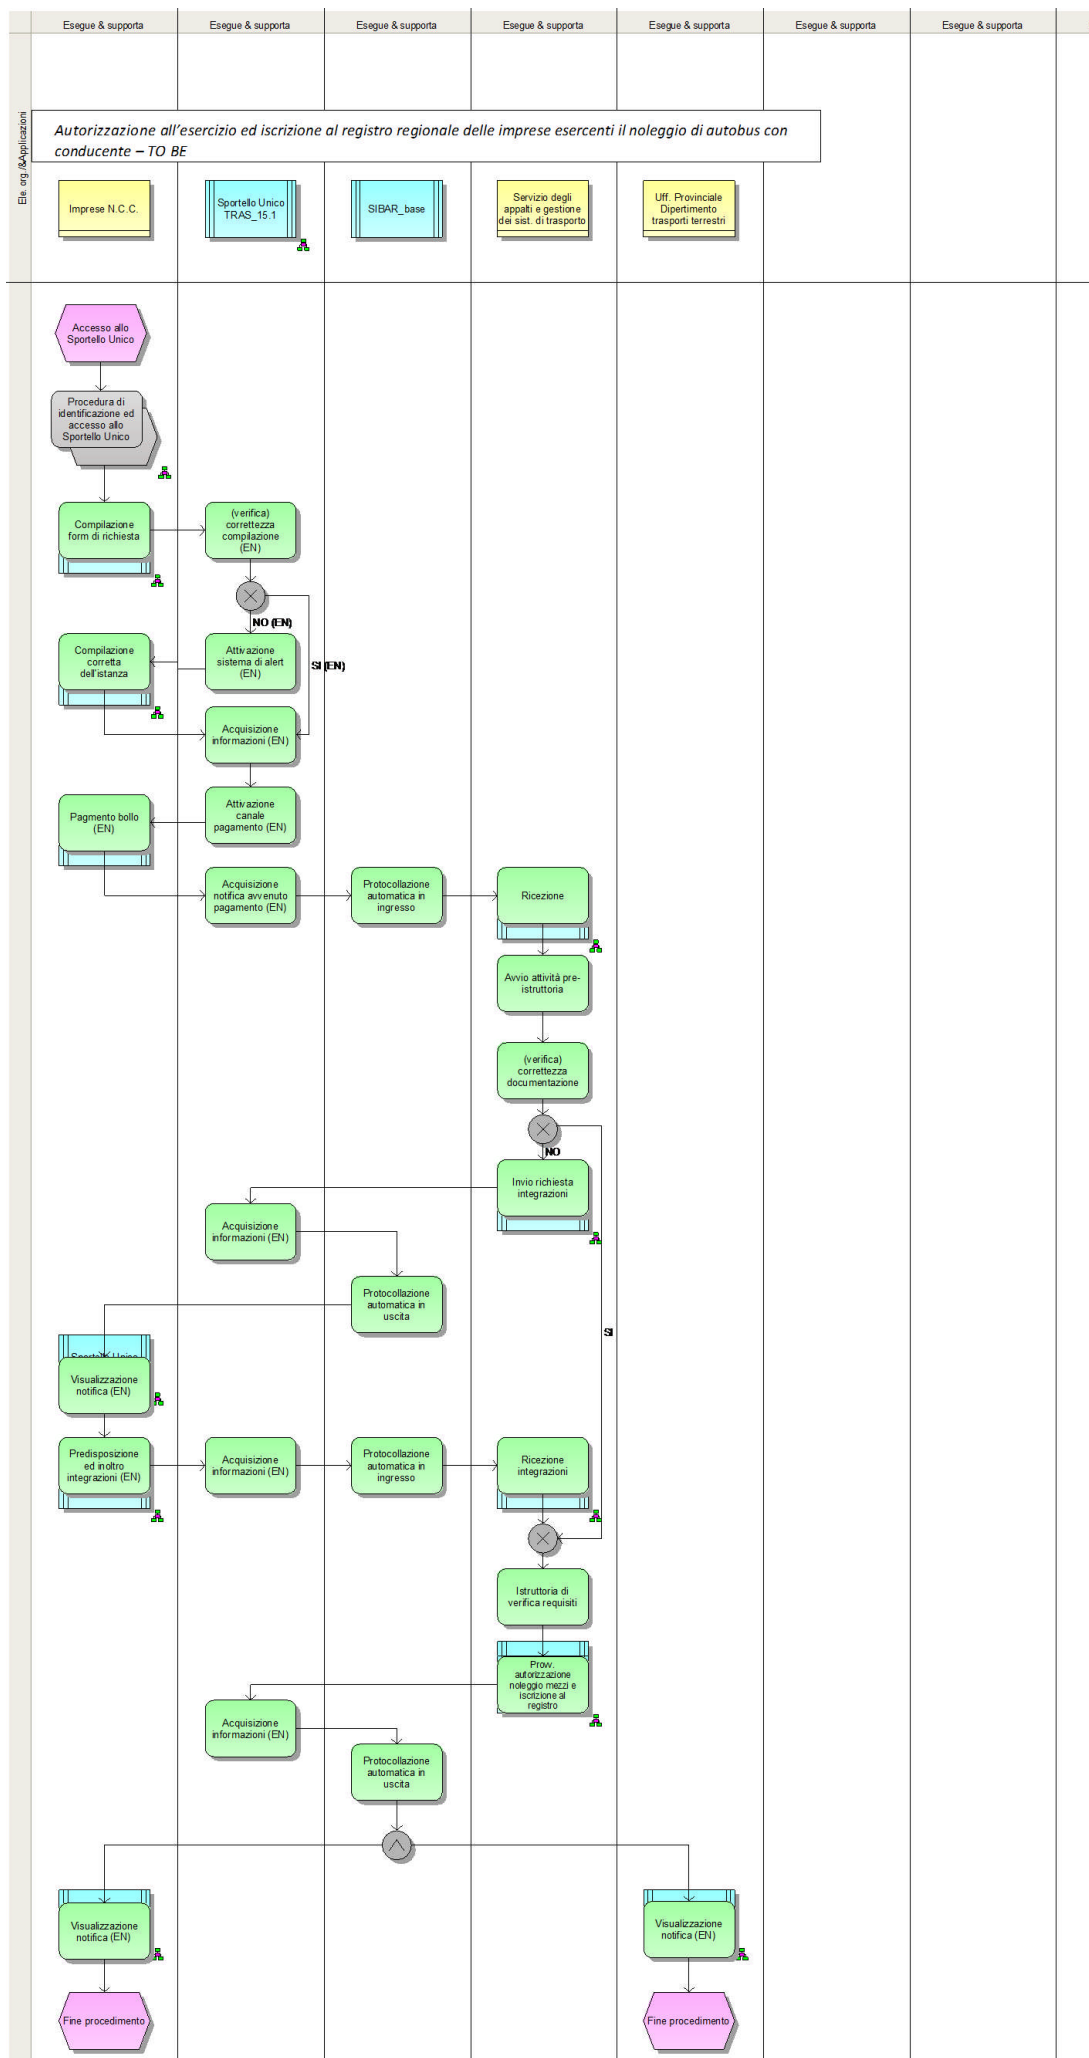 Esegue & supporta
Esegue & supporta
Esegue & supporta
Esegue & supporta
Esegue & supporta
Esegue & supporta
Esegue & supporta
Ele. org./&Applicazioni
Autorizzazione all'esercizio ed iscrizione al registro regionale delle imprese esercenti il noleggio di autobus con
conducente – TO BE
Imprese N.C.C.
Sportello Unico
TRAS_15.1
SIBAR_base
Servizio degli
appalti e gestione
dei sist. di trasporto
Uff. Provinciale
Dipertimento
trasporti terrestri
Accesso allo
Sportello Unico
Procedura di
identificazione ed
accesso allo
Sportello Unico
Compilazione
form di richiesta
(verifica)
correttezza
compilazione
(EN)
NO (EN)
SI (EN)
Compilazione
corretta
dell'istanza
Attivazione
sistema di alert
(EN)
Acquisizione
informazioni (EN)
Attivazione
canale
pagamento (EN)
Pagmento bollo
(EN)
Acquisizione
notifica avvenuto
pagamento (EN)
Protocollazione
automatica in
ingresso
Ricezione
Avvio attività pre-
istruttoria
(verifica)
correttezza
documentazione
NO
Invio richiesta
integrazioni
Acquisizione
informazioni (EN)
Protocollazione
automatica in
uscita
SI
Sportello Unico
Visualizzazione
notifica (EN)
Predisposizione
ed inoltro
integrazioni (EN)
Acquisizione
informazioni (EN)
Protocollazione
automatica in
ingresso
Ricezione
integrazioni
Istruttoria di
verifica requisiti
Provv.
autorizzazione
noleggio mezzi e
iscrizione al
registro
Acquisizione
informazioni (EN)
Protocollazione
automatica in
uscita
Visualizzazione
notifica (EN)
Visualizzazione
notifica (EN)
Fine procedimento
Fine procedimento